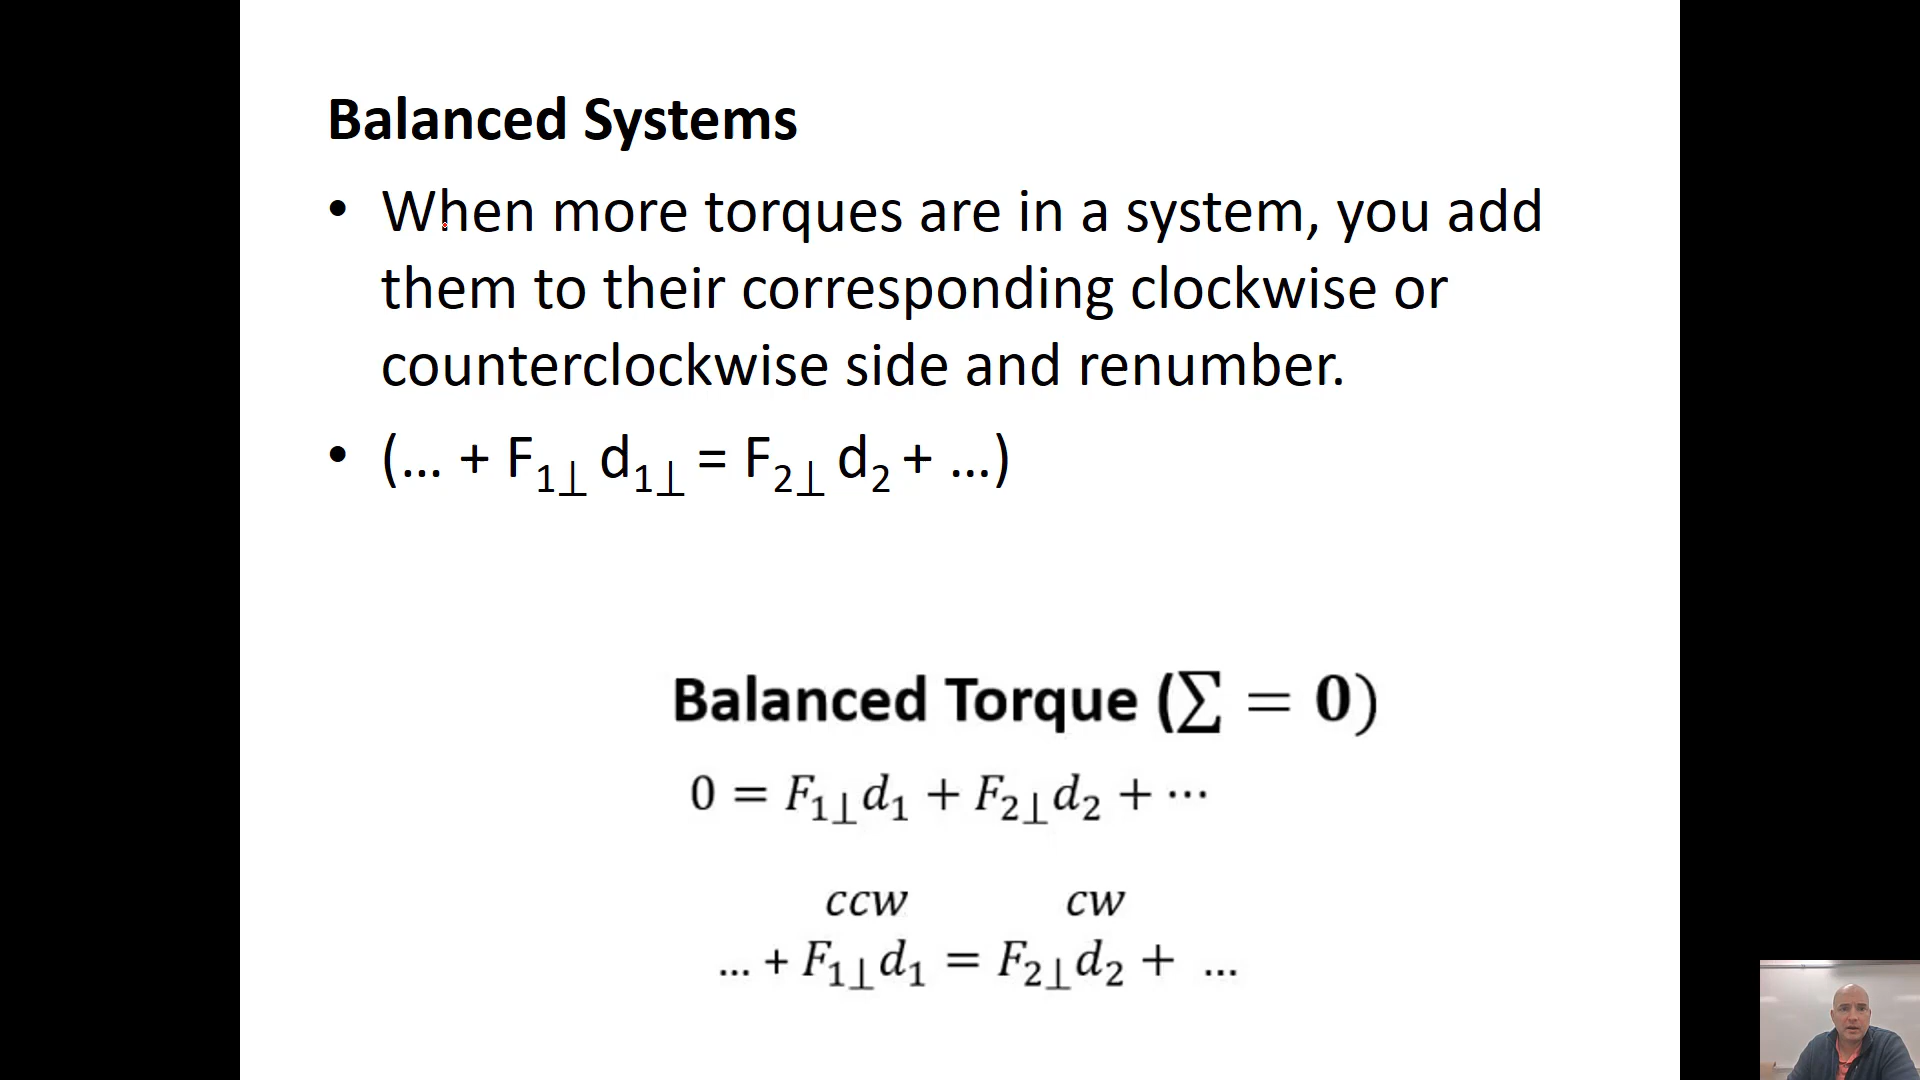 Balanced Systems
• When more torques are in a system, you add
them to their corresponding clockwise or
counterclockwise side and renumber.
• (... + F₁⊥ d₁⊥ = F₂⊥ d₂ + ...)
Balanced Torque (∑ = 0)
0 = F₁⊥d₁ + F₂⊥d₂ + ⋯
ccw cw
... + F₁⊥d₁ = F₂⊥d₂ + ...